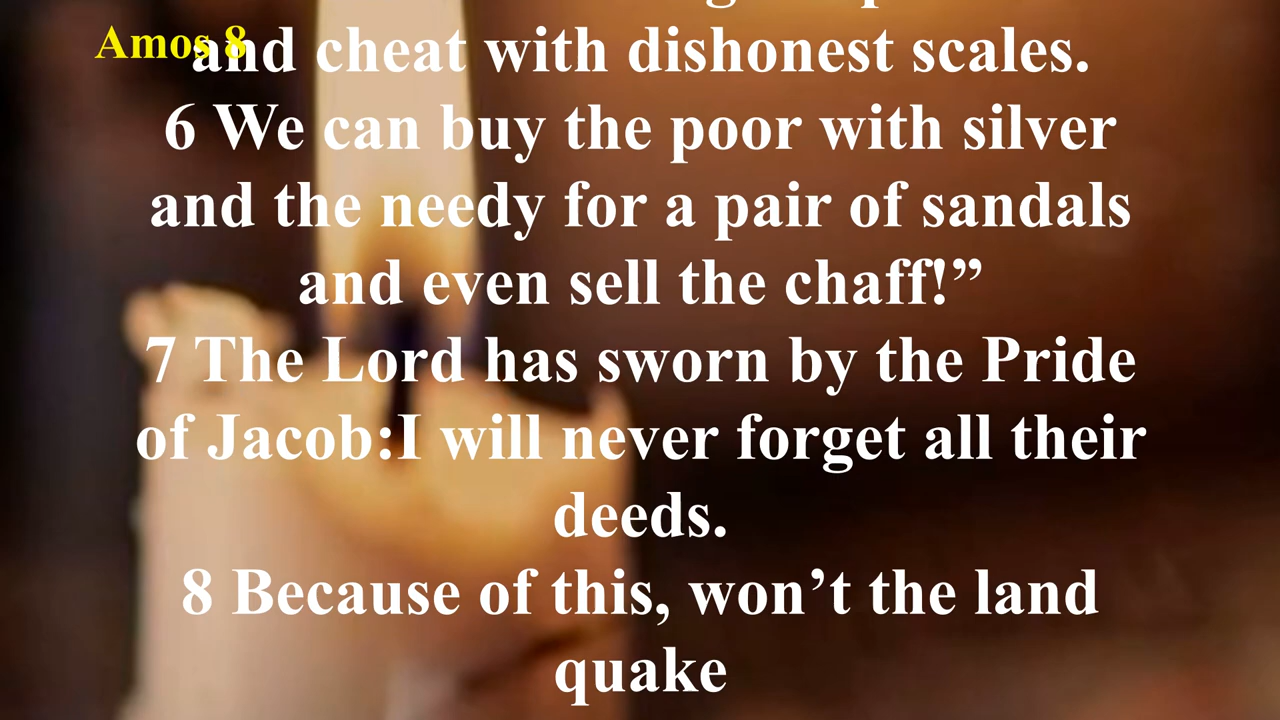 Amos 8
and cheat with dishonest scales.
6 We can buy the poor with silver
and the needy for a pair of sandals
and even sell the chaff!”
7 The Lord has sworn by the Pride
of Jacob:I will never forget all their
deeds.
8 Because of this, won’t the land
quake